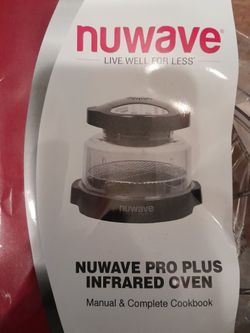 nuwave®
LIVE WELL FOR LESS®
nuwave
NUWAVE PRO PLUS
INFRARED OVEN
Manual & Complete Cookbook